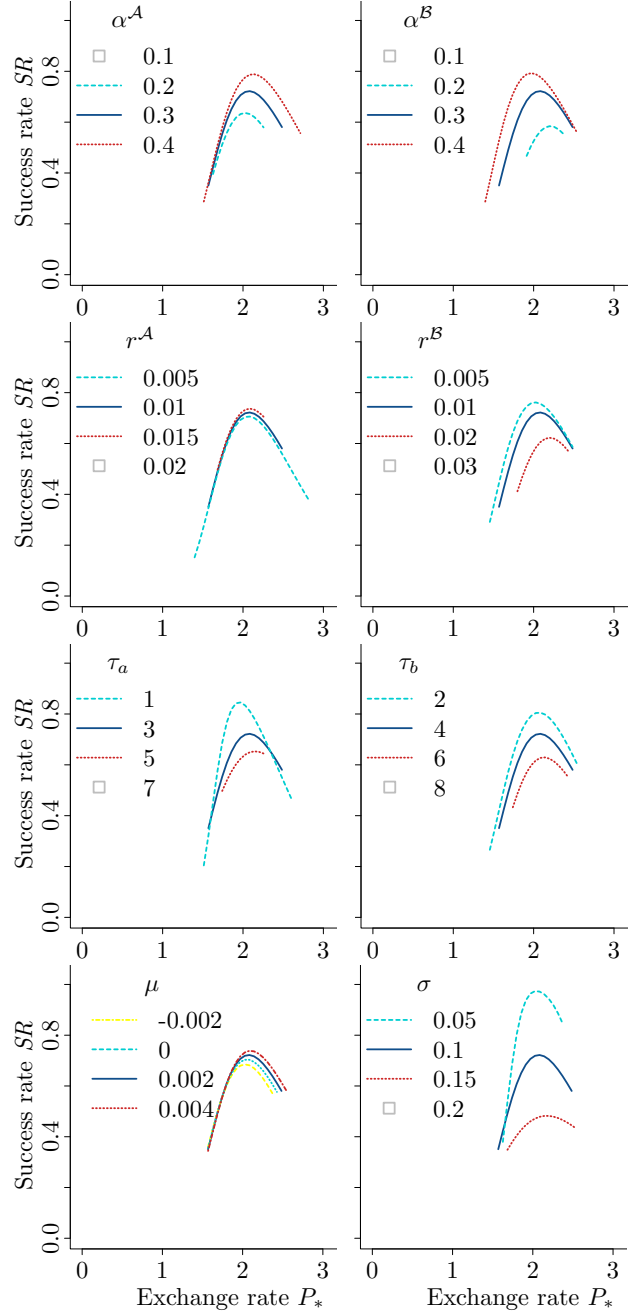 α^A
0.1
0.2
0.3
0.4
Success rate SR
0.0 0.4 0.8
0 1 2 3
α^B
0.1
0.2
0.3
0.4
0 1 2 3
r^A
0.005
0.01
0.015
0.02
Success rate SR
0.0 0.4 0.8
0 1 2 3
r^B
0.005
0.01
0.02
0.03
0 1 2 3
τ_a
1
3
5
7
Success rate SR
0.0 0.4 0.8
0 1 2 3
τ_b
2
4
6
8
0 1 2 3
μ
-0.002
0
0.002
0.004
Success rate SR
0.0 0.4 0.8
0 1 2 3
Exchange rate P_*
σ
0.05
0.1
0.15
0.2
0 1 2 3
Exchange rate P_*